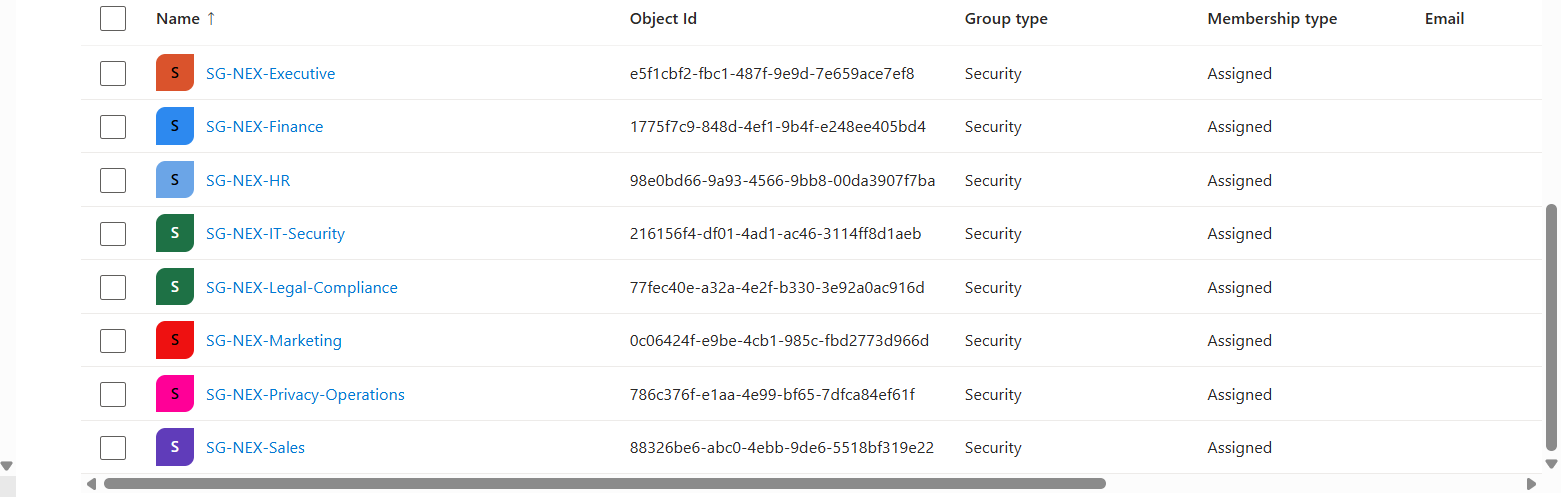 Name ↑ Object Id Group type Membership type Email
S SG-NEX-Executive e5f1cbf2-fbc1-487f-9e9d-7e659ace7ef8 Security Assigned
S SG-NEX-Finance 1775f7c9-848d-4ef1-9b4f-e248ee405bd4 Security Assigned
S SG-NEX-HR 98e0bd66-9a93-4566-9bb8-00da3907f7ba Security Assigned
S SG-NEX-IT-Security 216156f4-df01-4ad1-ac46-3114ff8d1aeb Security Assigned
S SG-NEX-Legal-Compliance 77fec40e-a32a-4e2f-b330-3e92a0ac916d Security Assigned
S SG-NEX-Marketing 0c06424f-e9be-4cb1-985c-fbd2773d966d Security Assigned
S SG-NEX-Privacy-Operations 786c376f-e1aa-4e99-bf65-7dfca84ef61f Security Assigned
S SG-NEX-Sales 88326be6-abc0-4ebb-9de6-5518bf319e22 Security Assigned